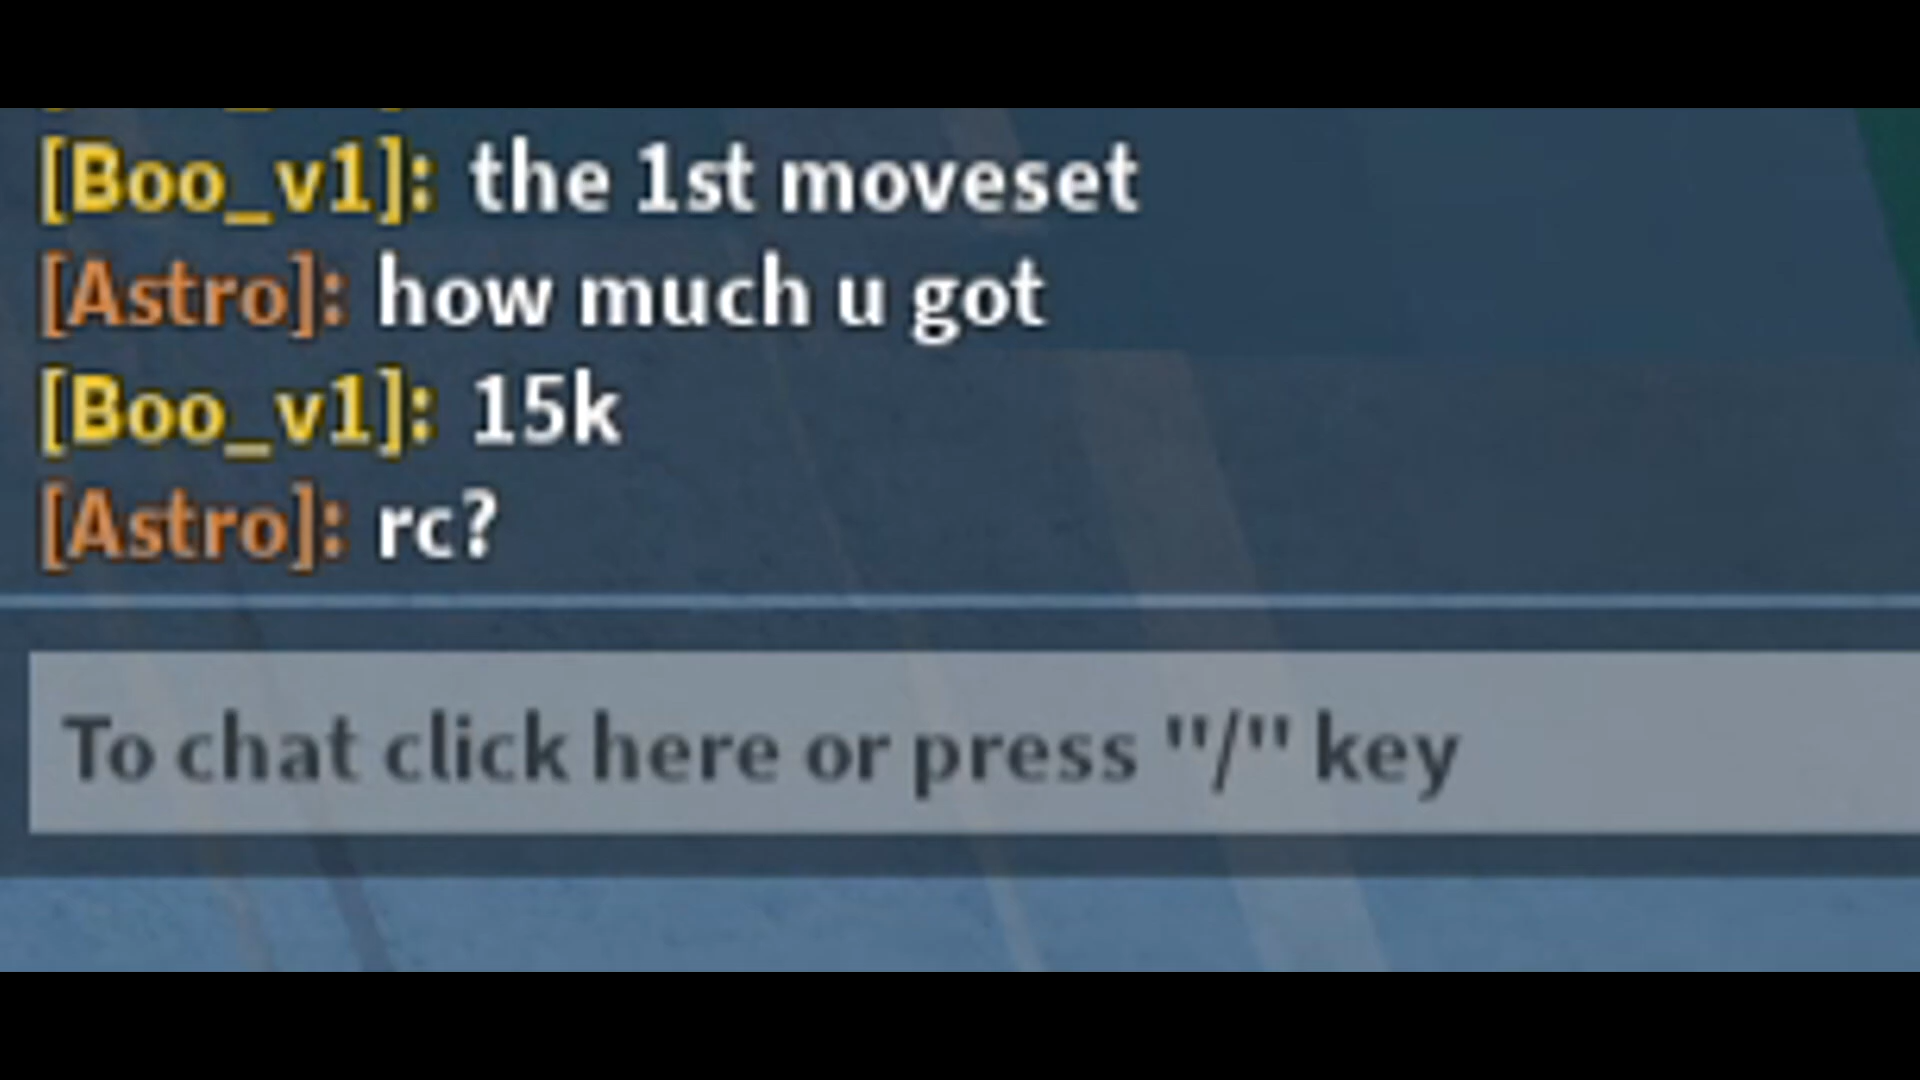 [Boo_v1]: the 1st moveset
[Astro]: how much u got
[Boo_v1]: 15k
[Astro]: rc?
To chat click here or press "/" key